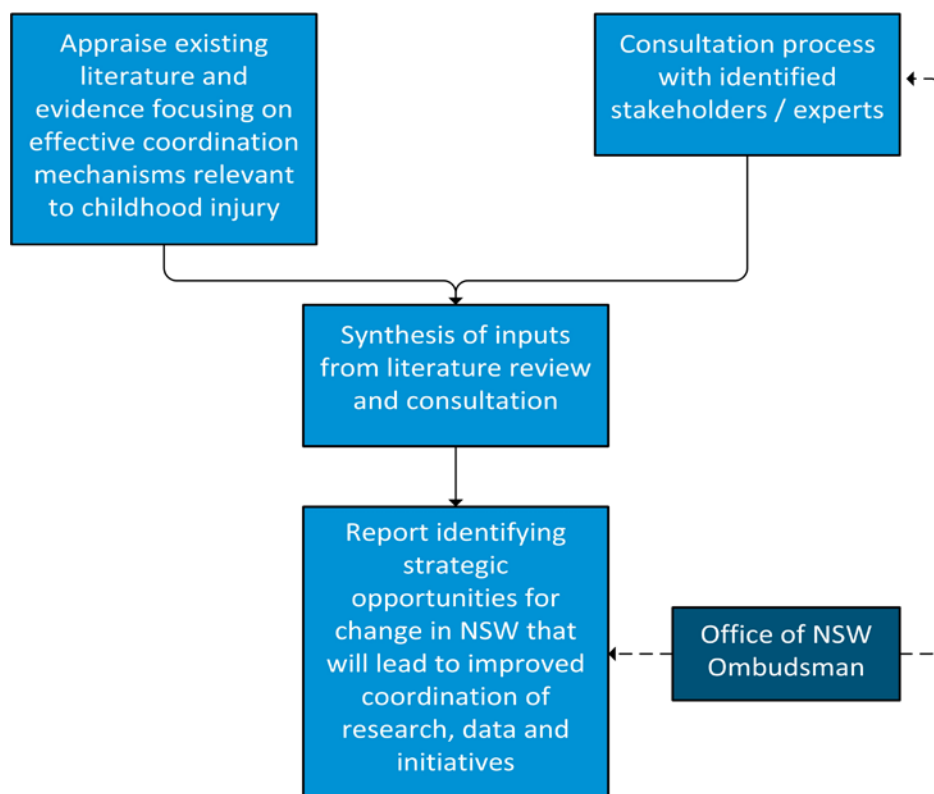 Appraise existing
literature and
evidence focusing on
effective coordination
mechanisms relevant
to childhood injury
Consultation process
with identified
stakeholders / experts
Synthesis of inputs
from literature review
and consultation
Report identifying
strategic
opportunities for
change in NSW that
will lead to improved
coordination of
research, data and
initiatives
Office of NSW
Ombudsman